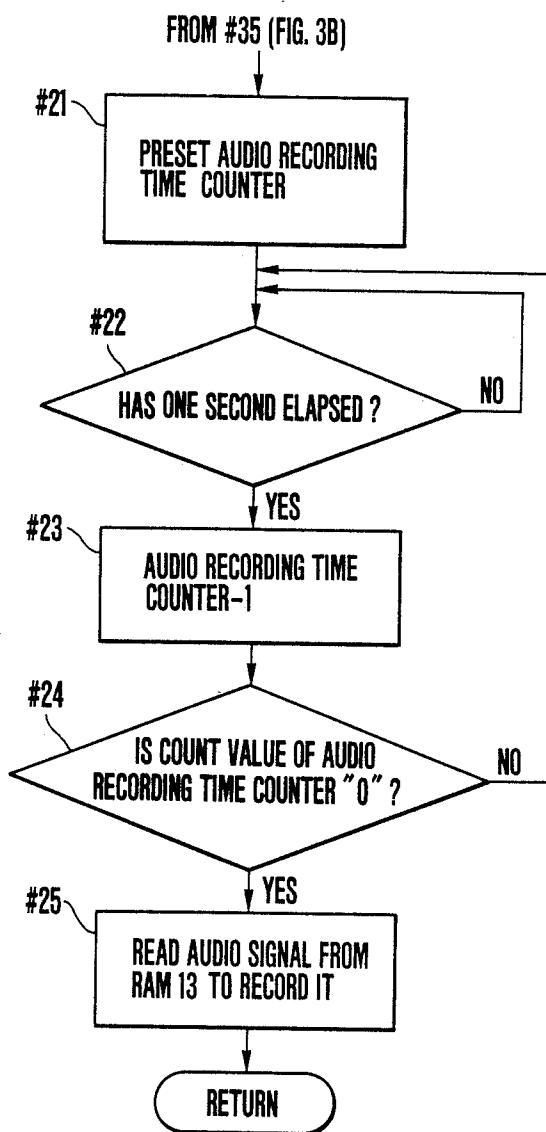 FROM #35 (FIG. 3B)
#21
PRESET AUDIO RECORDING
TIME COUNTER
#22
HAS ONE SECOND ELAPSED ?
NO
YES
#23
AUDIO RECORDING TIME
COUNTER-1
#24
IS COUNT VALUE OF AUDIO
RECORDING TIME COUNTER "0" ?
NO
YES
#25
READ AUDIO SIGNAL FROM
RAM 13 TO RECORD IT
RETURN